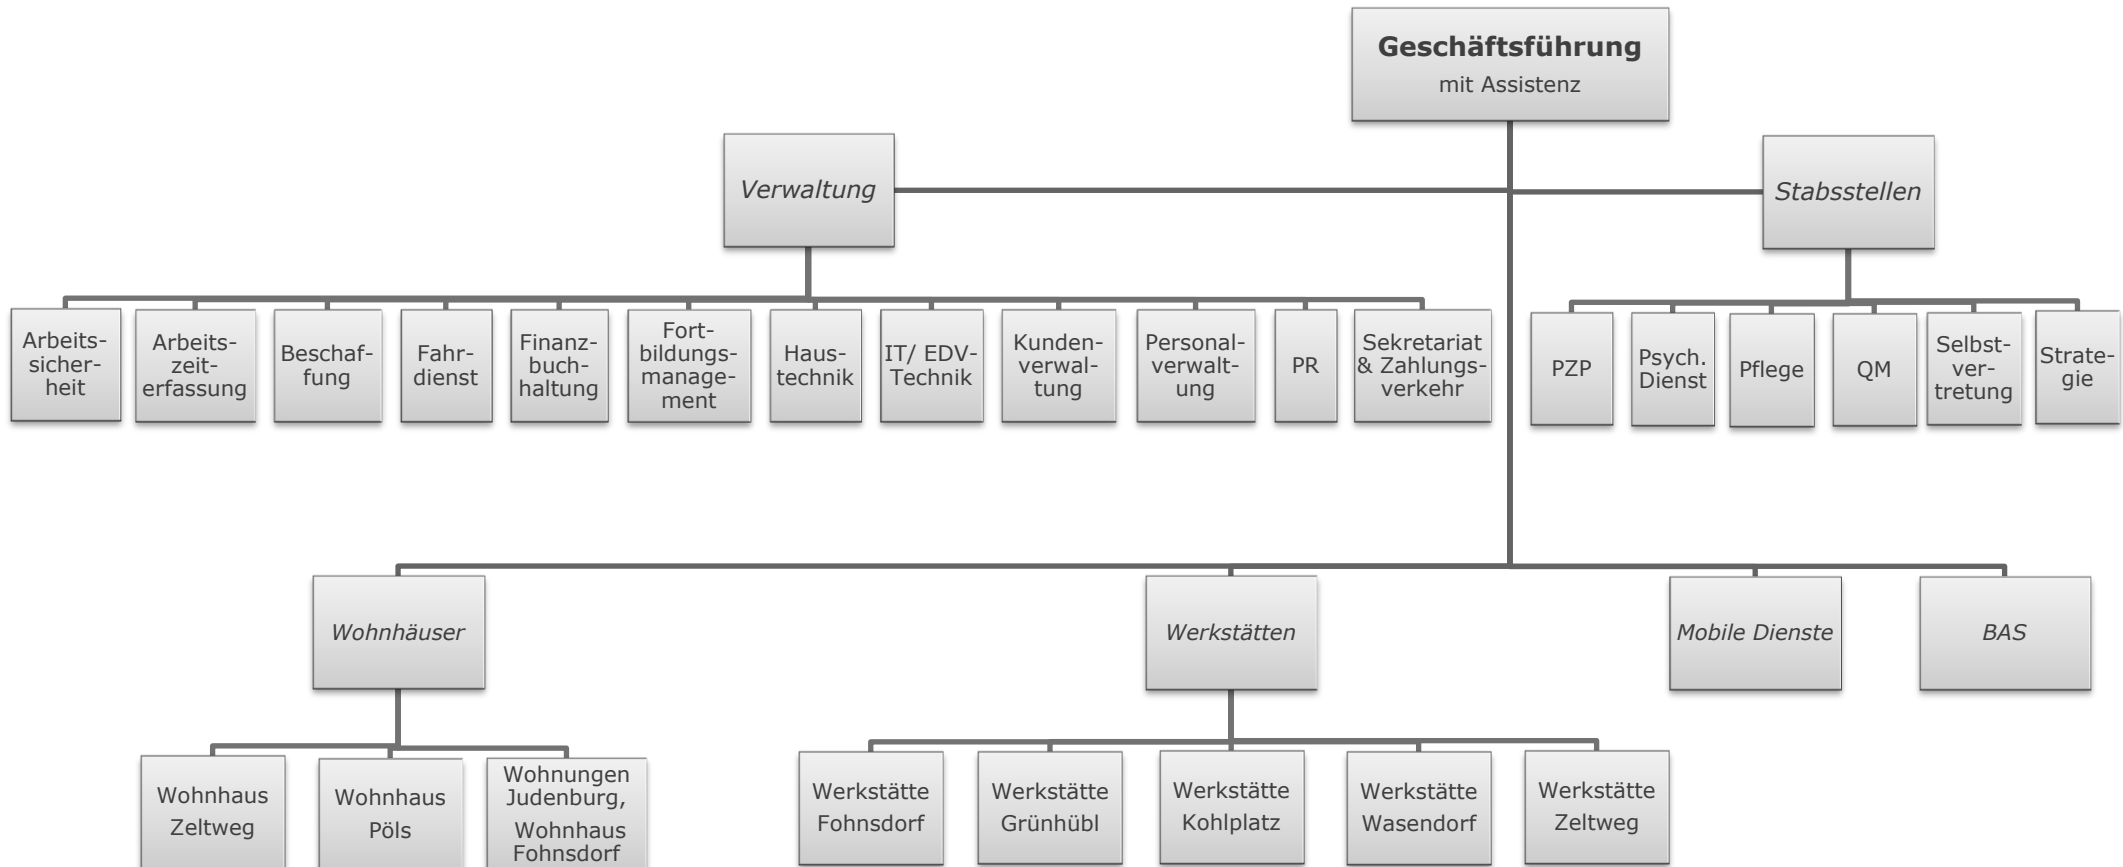 Geschäftsführung
mit Assistenz
Verwaltung
Stabsstellen
Arbeits-
sicher-
heit
Arbeits-
zeit-
erfassung
Beschaf-
fung
Fahr-
dienst
Finanz-
buch-
haltung
Fort-
bildungs-
manage-
ment
Haus-
technik
IT/ EDV-
Technik
Kunden-
verwal-
tung
Personal-
verwalt-
ung
PR
Sekretariat
& Zahlungs-
verkehr
PZP
Psych.
Dienst
Pflege
QM
Selbst-
ver-
tretung
Strate-
gie
Wohnhäuser
Werkstätten
Mobile Dienste
BAS
Wohnhaus
Zeltweg
Wohnhaus
Pöls
Wohnungen
Judenburg,
Wohnhaus
Fohnsdorf
Werkstätte
Fohnsdorf
Werkstätte
Grünhübl
Werkstätte
Kohlplatz
Werkstätte
Wasendorf
Werkstätte
Zeltweg